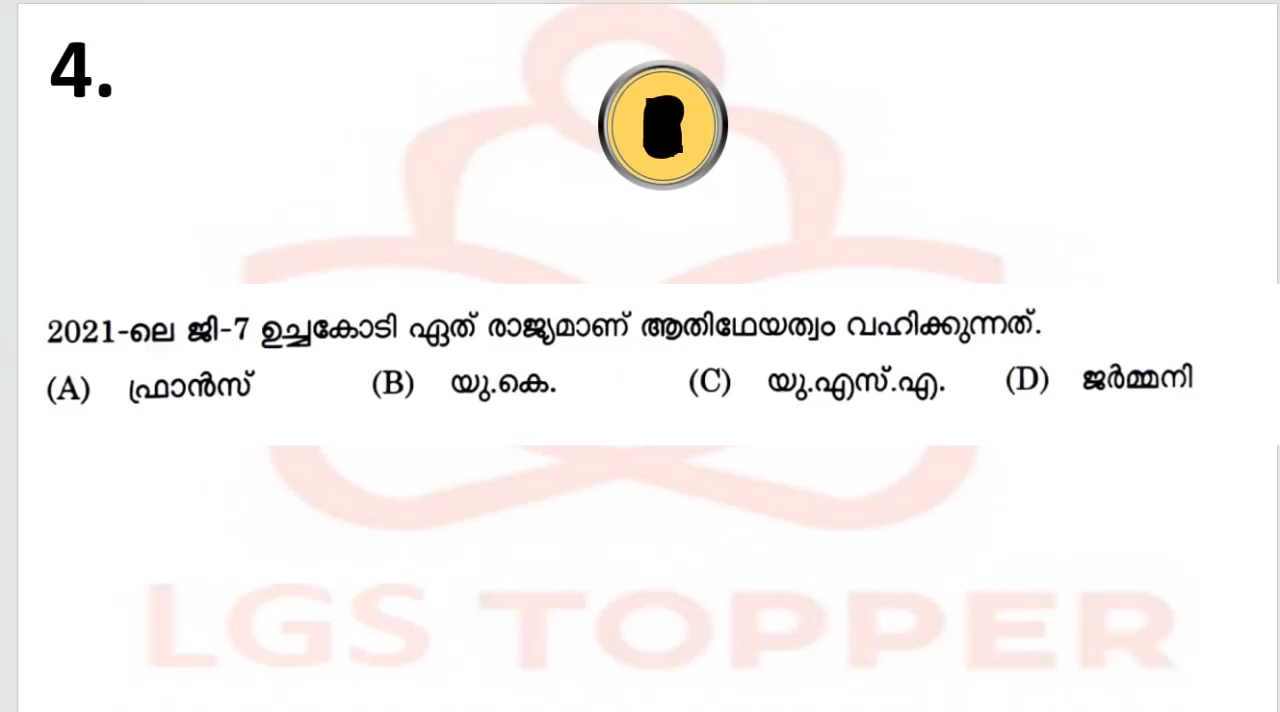 4.
2021-ലെ ജി-7 ഉച്ചകോടി ഏത് രാജ്യമാണ് ആതിഥേയത്വം വഹിക്കുന്നത്.
(A) ഫ്രാൻസ് (B) യു.കെ. (C) യു.എസ്.എ. (D) ജർമ്മനി
LGS TOPPER